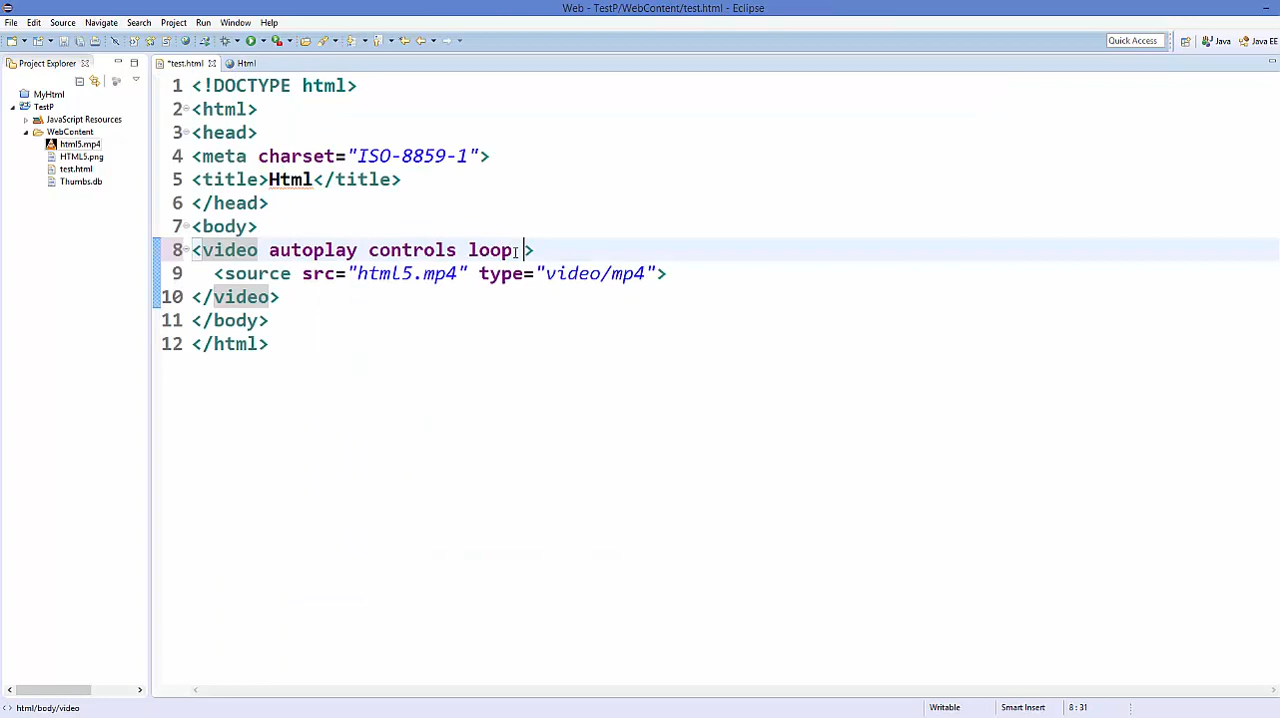 Web - TestP/WebContent/test.html - Eclipse
File Edit Source Navigate Search Project Run Window Help
Quick Access Java Java EE
Project Explorer
*test.html Html
MyHtml
TestP
JavaScript Resources
WebContent
html5.mp4
HTML5.png
test.html
Thumbs.db
1 <!DOCTYPE html>
2 <html>
3 <head>
4 <meta charset="ISO-8859-1">
5 <title>Html</title>
6 </head>
7 <body>
8 <video autoplay controls loop >
9 <source src="html5.mp4" type="video/mp4">
10 </video>
11 </body>
12 </html>
html/body/video Writable Smart Insert 8:31